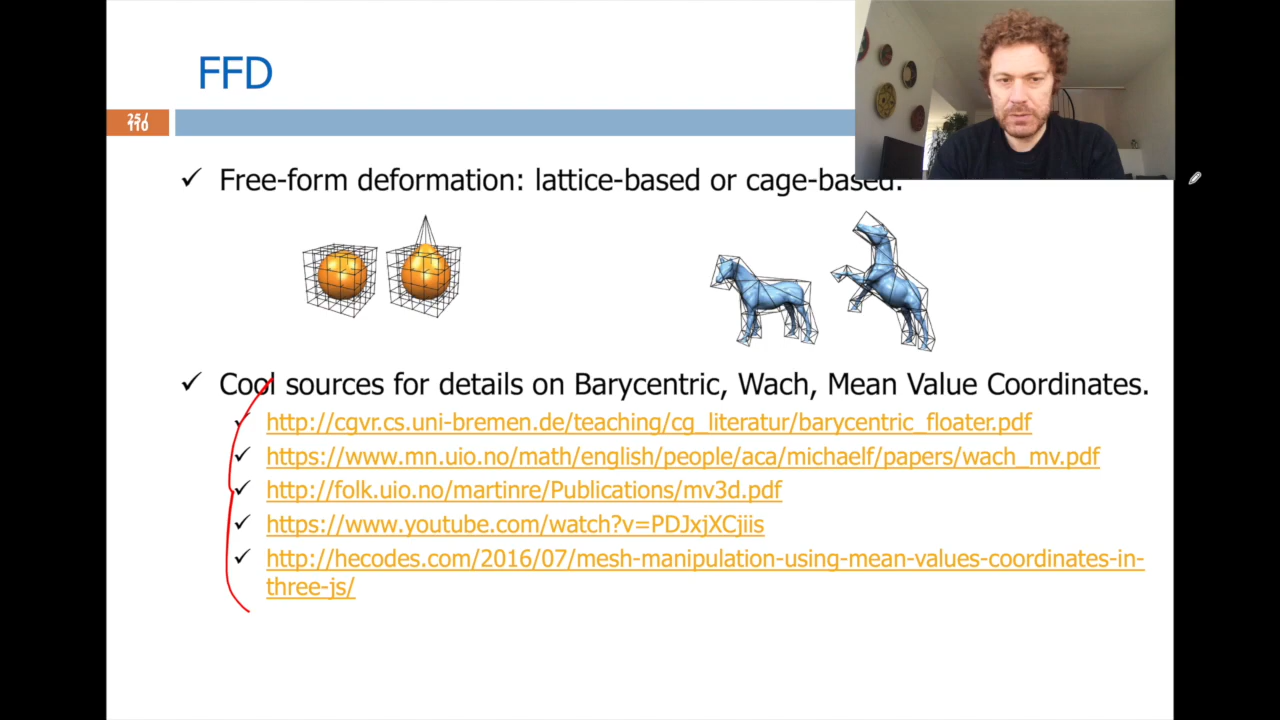 FFD
25/
110
✓ Free-form deformation: lattice-based or cage-based.
✓ Cool sources for details on Barycentric, Wach, Mean Value Coordinates.
✓ http://cgvr.cs.uni-bremen.de/teaching/cg_literatur/barycentric_floater.pdf
✓ https://www.mn.uio.no/math/english/people/aca/michaelf/papers/wach_mv.pdf
✓ http://folk.uio.no/martinre/Publications/mv3d.pdf
✓ https://www.youtube.com/watch?v=PDJxjXCjiis
✓ http://hecodes.com/2016/07/mesh-manipulation-using-mean-values-coordinates-in-
three-js/